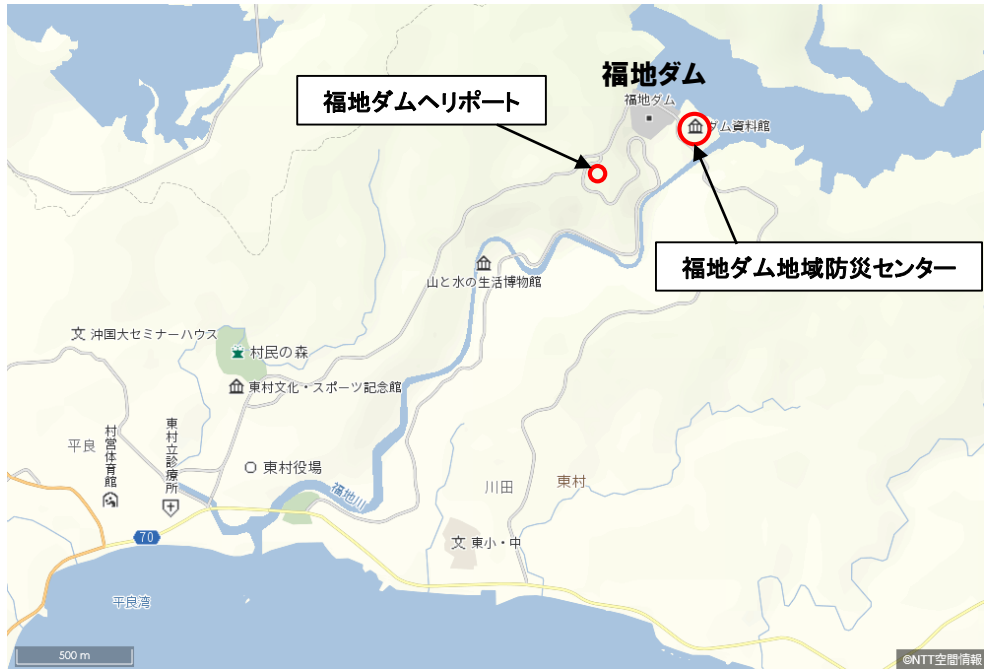 福地ダム
福地ダムヘリポート
福地ダム
ダム資料館
福地ダム地域防災センター
山と水の生活博物館
沖国大セミナーハウス
村民の森
東村文化・スポーツ記念館
平良
村営体育館
東村立診療所
東村役場
福地川
川田
東村
70
東小・中
平良湾
500 m
©NTT空間情報